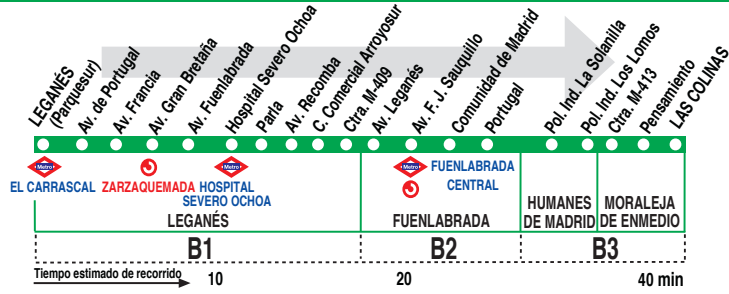 LEGANÉS
(Parquesur)
Av. de Portugal
Av. Francia
Av. Gran Bretaña
Av. Fuenlabrada
Hospital Severo Ochoa
Parla
Av. Recomba
C. Comercial Arroyosur
Ctra. M-409
Av. Leganés
Av. F. J. Sauquillo
Comunidad de Madrid
Portugal
Pol. Ind. La Solanilla
Pol. Ind. Los Lomos
Ctra. M-413
Pensamiento
LAS COLINAS
Metro
EL CARRASCAL
ZARZAQUEMADA
Metro
HOSPITAL
SEVERO OCHOA
Metro
FUENLABRADA
CENTRAL
LEGANÉS
FUENLABRADA
HUMANES
DE MADRID
MORALEJA
DE ENMEDIO
B1
B2
B3
Tiempo estimado de recorrido
10
20
40 min